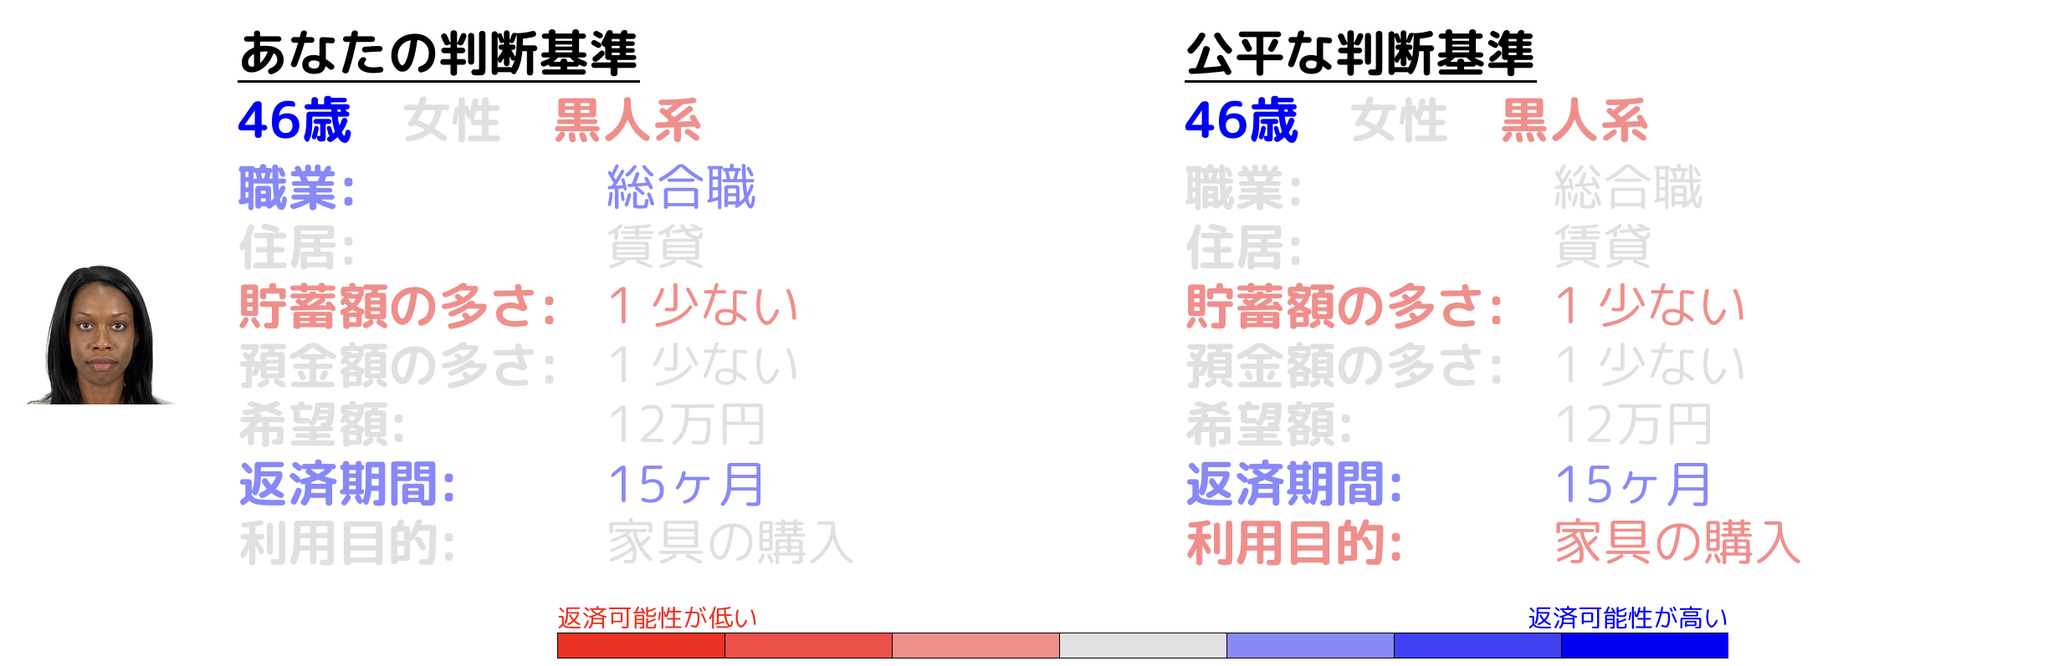 あなたの判断基準
46歳 女性 黒人系
職業: 総合職
住居: 賃貸
貯蓄額の多さ: 1 少ない
預金額の多さ: 1 少ない
希望額: 12万円
返済期間: 15ヶ月
利用目的: 家具の購入
公平な判断基準
46歳 女性 黒人系
職業: 総合職
住居: 賃貸
貯蓄額の多さ: 1 少ない
預金額の多さ: 1 少ない
希望額: 12万円
返済期間: 15ヶ月
利用目的: 家具の購入
返済可能性が低い
返済可能性が高い